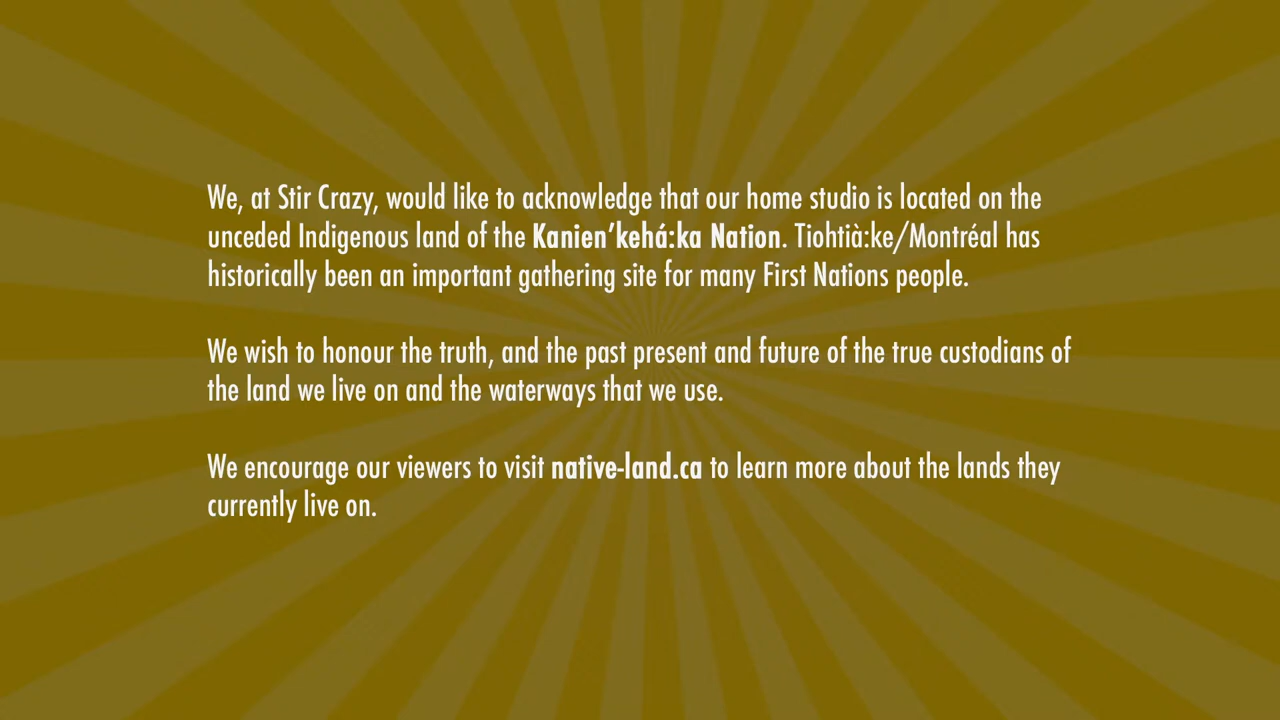 We, at Stir Crazy, would like to acknowledge that our home studio is located on the
unceded Indigenous land of the Kanien’kehá:ka Nation. Tiohtià:ke/Montréal has
historically been an important gathering site for many First Nations people.
We wish to honour the truth, and the past present and future of the true custodians of
the land we live on and the waterways that we use.
We encourage our viewers to visit native-land.ca to learn more about the lands they
currently live on.